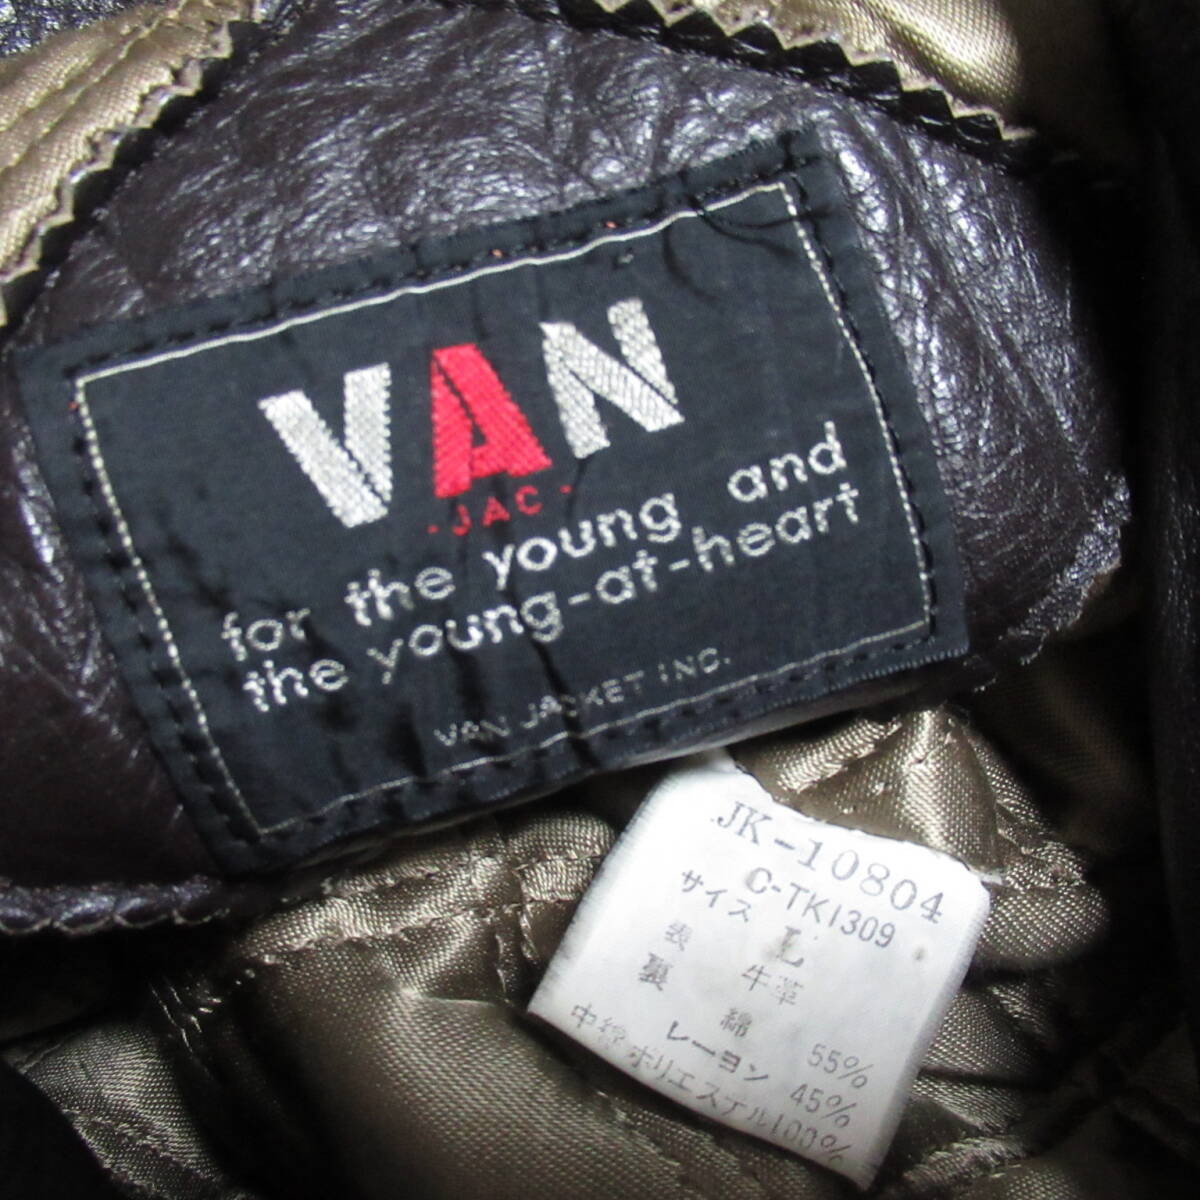 VAN
-JAC-
for the young and
the young-at-heart
VAN JACKET INC.
JK-10804
C-TK1309
サイズ L
表 牛革
裏 綿 55%
レーヨン 45%
中綿 ポリエステル100%